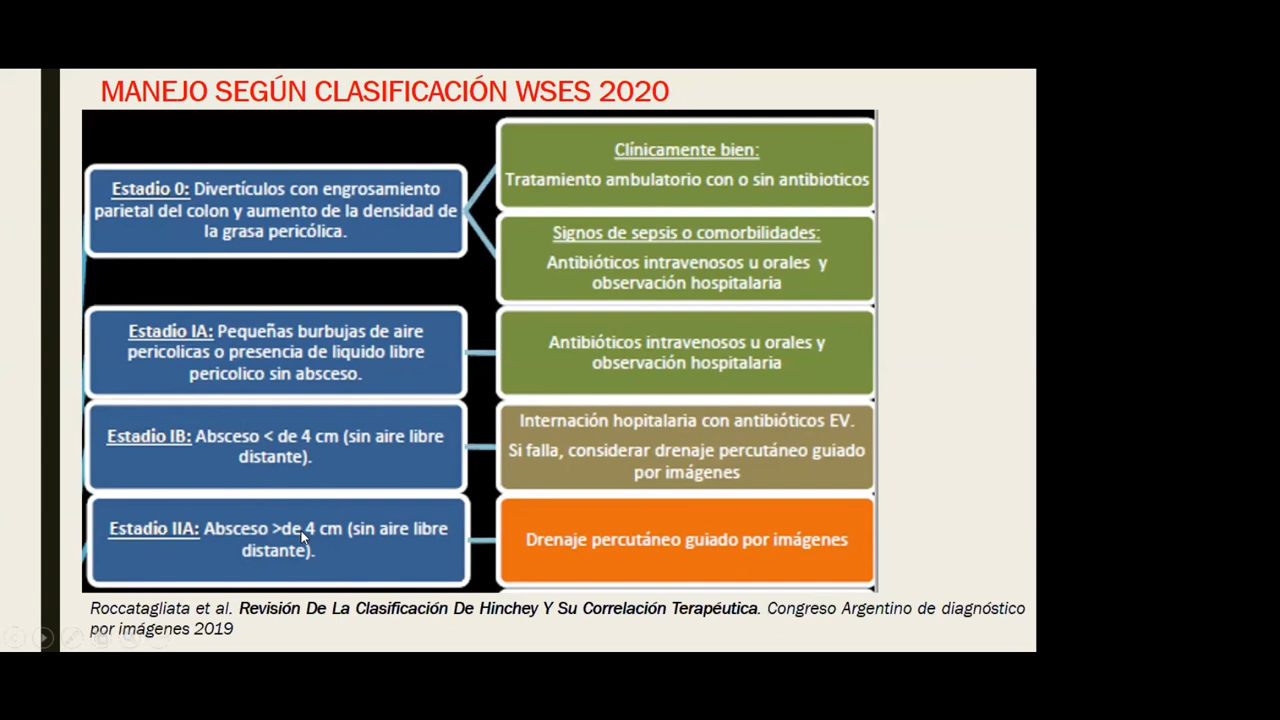 MANEJO SEGÚN CLASIFICACIÓN WSES 2020
Estadio 0: Divertículos con engrosamiento
parietal del colon y aumento de la densidad de
la grasa pericólica.
Clínicamente bien:
Tratamiento ambulatorio con o sin antibioticos
Signos de sepsis o comorbilidades:
Antibióticos intravenosos u orales y
observación hospitalaria
Estadio IA: Pequeñas burbujas de aire
pericolicas o presencia de liquido libre
pericolico sin absceso.
Antibióticos intravenosos u orales y
observación hospitalaria
Estadio IB: Absceso < de 4 cm (sin aire libre
distante).
Internación hopitalaria con antibióticos EV.
Si falla, considerar drenaje percutáneo guiado
por imágenes
Estadio IIA: Absceso >de 4 cm (sin aire libre
distante).
Drenaje percutáneo guiado por imágenes
Roccatagliata et al. Revisión De La Clasificación De Hinchey Y Su Correlación Terapéutica. Congreso Argentino de diagnóstico
por imágenes 2019